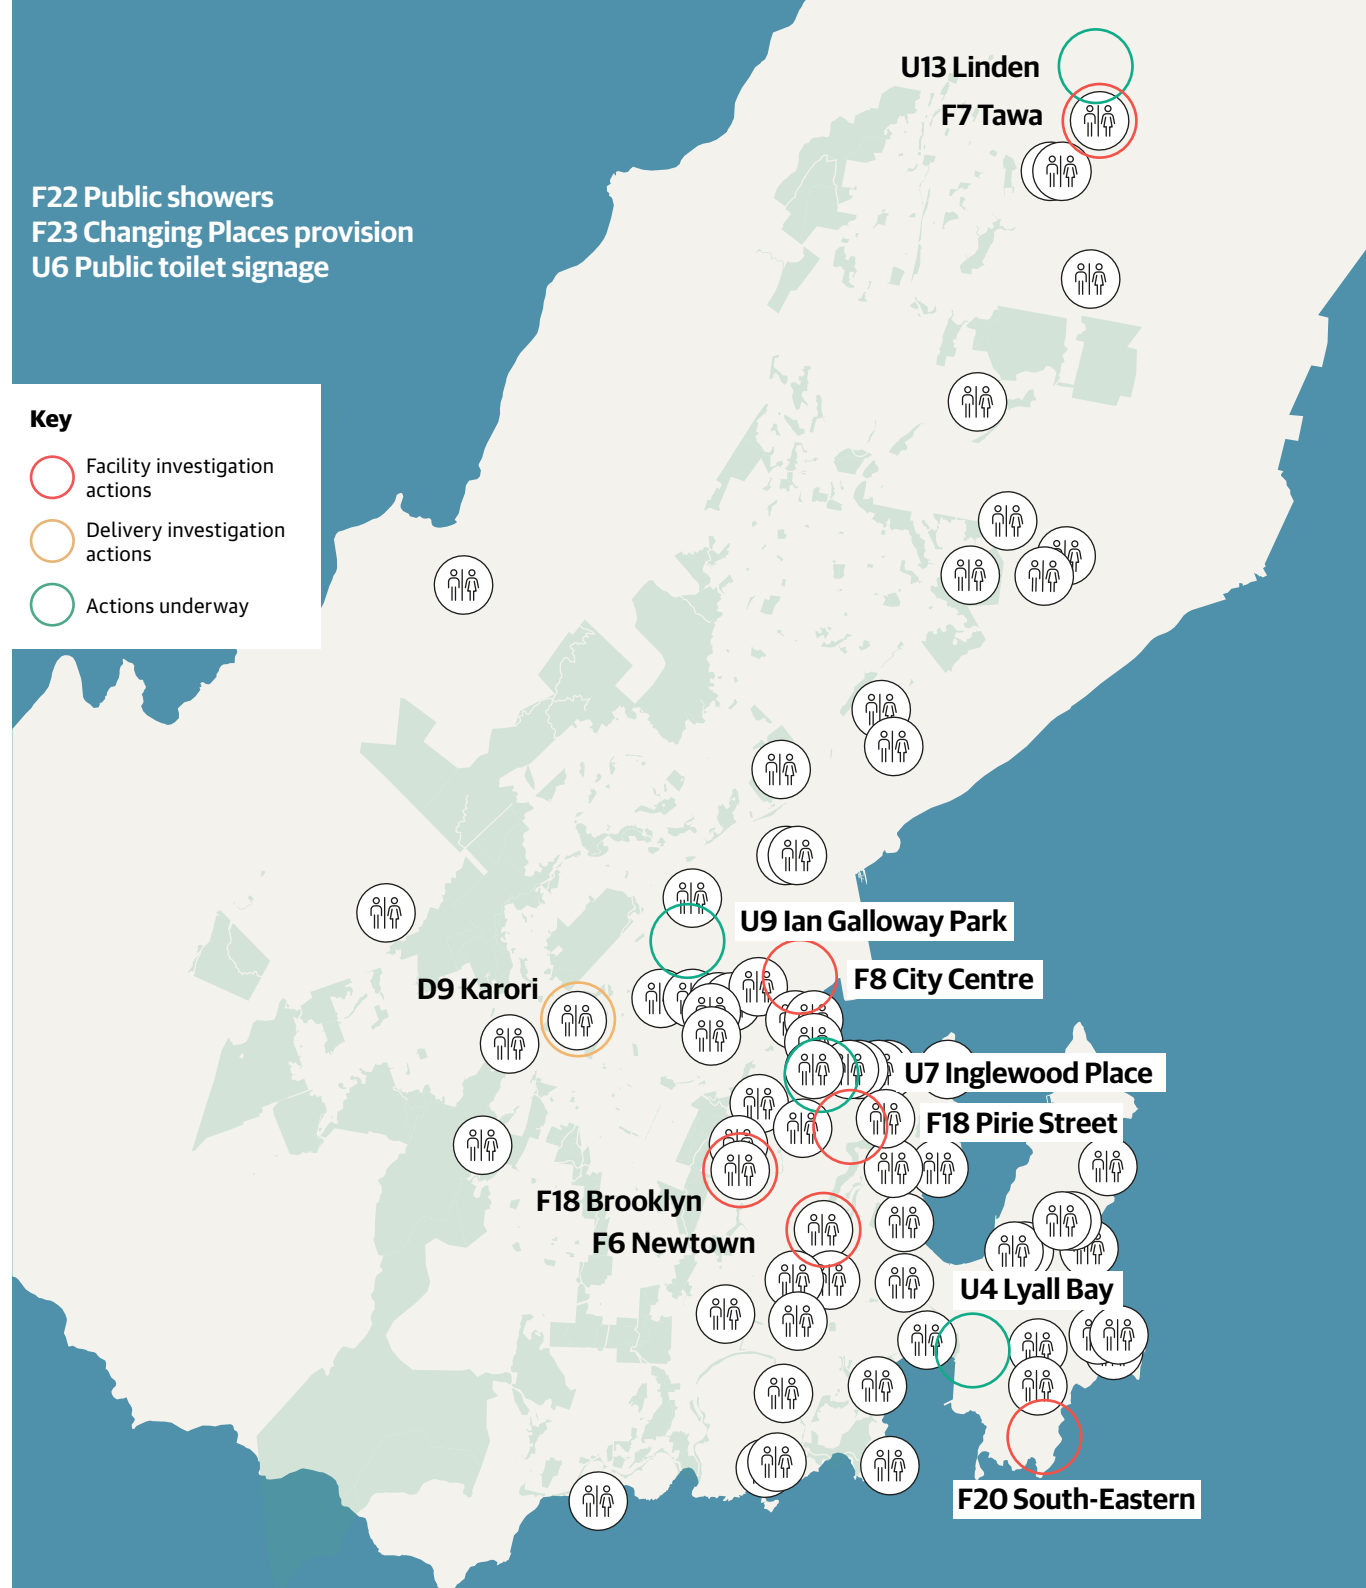 U13 Linden
F7 Tawa
F22 Public showers
F23 Changing Places provision
U6 Public toilet signage
Key
Facility investigation
actions
Delivery investigation
actions
Actions underway
U9 Ian Galloway Park
F8 City Centre
D9 Karori
U7 Inglewood Place
F18 Pirie Street
F18 Brooklyn
F6 Newtown
U4 Lyall Bay
F20 South-Eastern